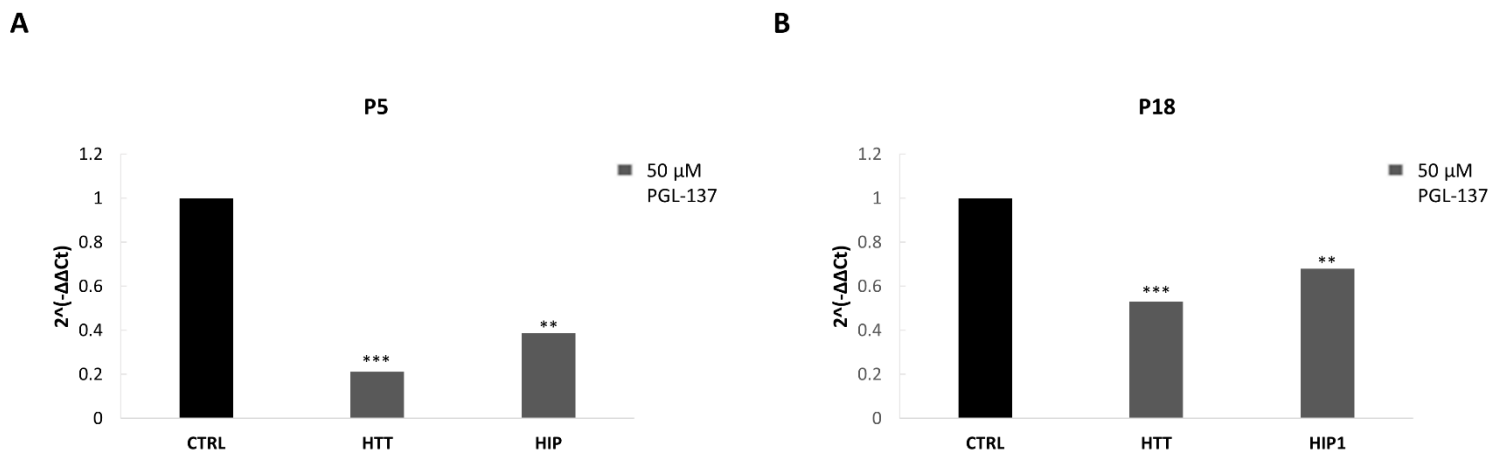 A
P5
1.2
1
0.8
0.6
0.4
0.2
0
2^(-ΔΔCt)
***
**
CTRL
HTT
HIP
50 µM
PGL-137
B
P18
1.2
1
0.8
0.6
0.4
0.2
0
2^(-ΔΔCt)
***
**
CTRL
HTT
HIP1
50 µM
PGL-137